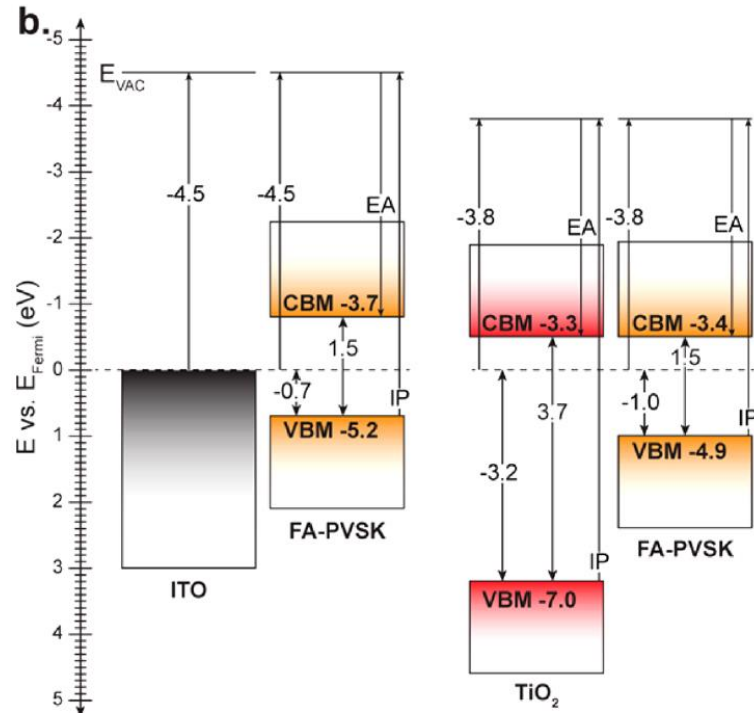 b.
E vs. E_Fermi (eV)
-5
-4
-3
-2
-1
0
1
2
3
4
5
E_VAC
-4.5
ITO
-4.5
EA
CBM -3.7
1.5
-0.7
IP
VBM -5.2
FA-PVSK
-3.8
EA
CBM -3.3
3.7
-3.2
IP
VBM -7.0
TiO₂
-3.8
EA
CBM -3.4
1.5
-1.0
IP
VBM -4.9
FA-PVSK